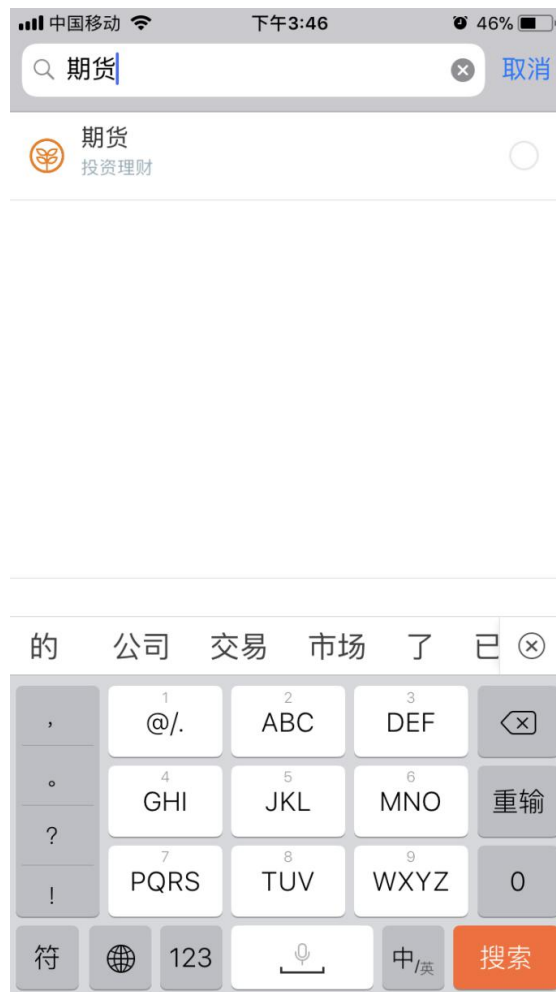 中国移动 下午3:46 46%
期货 取消
期货
投资理财
的 公司 交易 市场 了 已
, 1 @/. 2 ABC 3 DEF
。 4 GHI 5 JKL 6 MNO 重输
?
! 7 PQRS 8 TUV 9 WXYZ 0
符 123 中/英 搜索